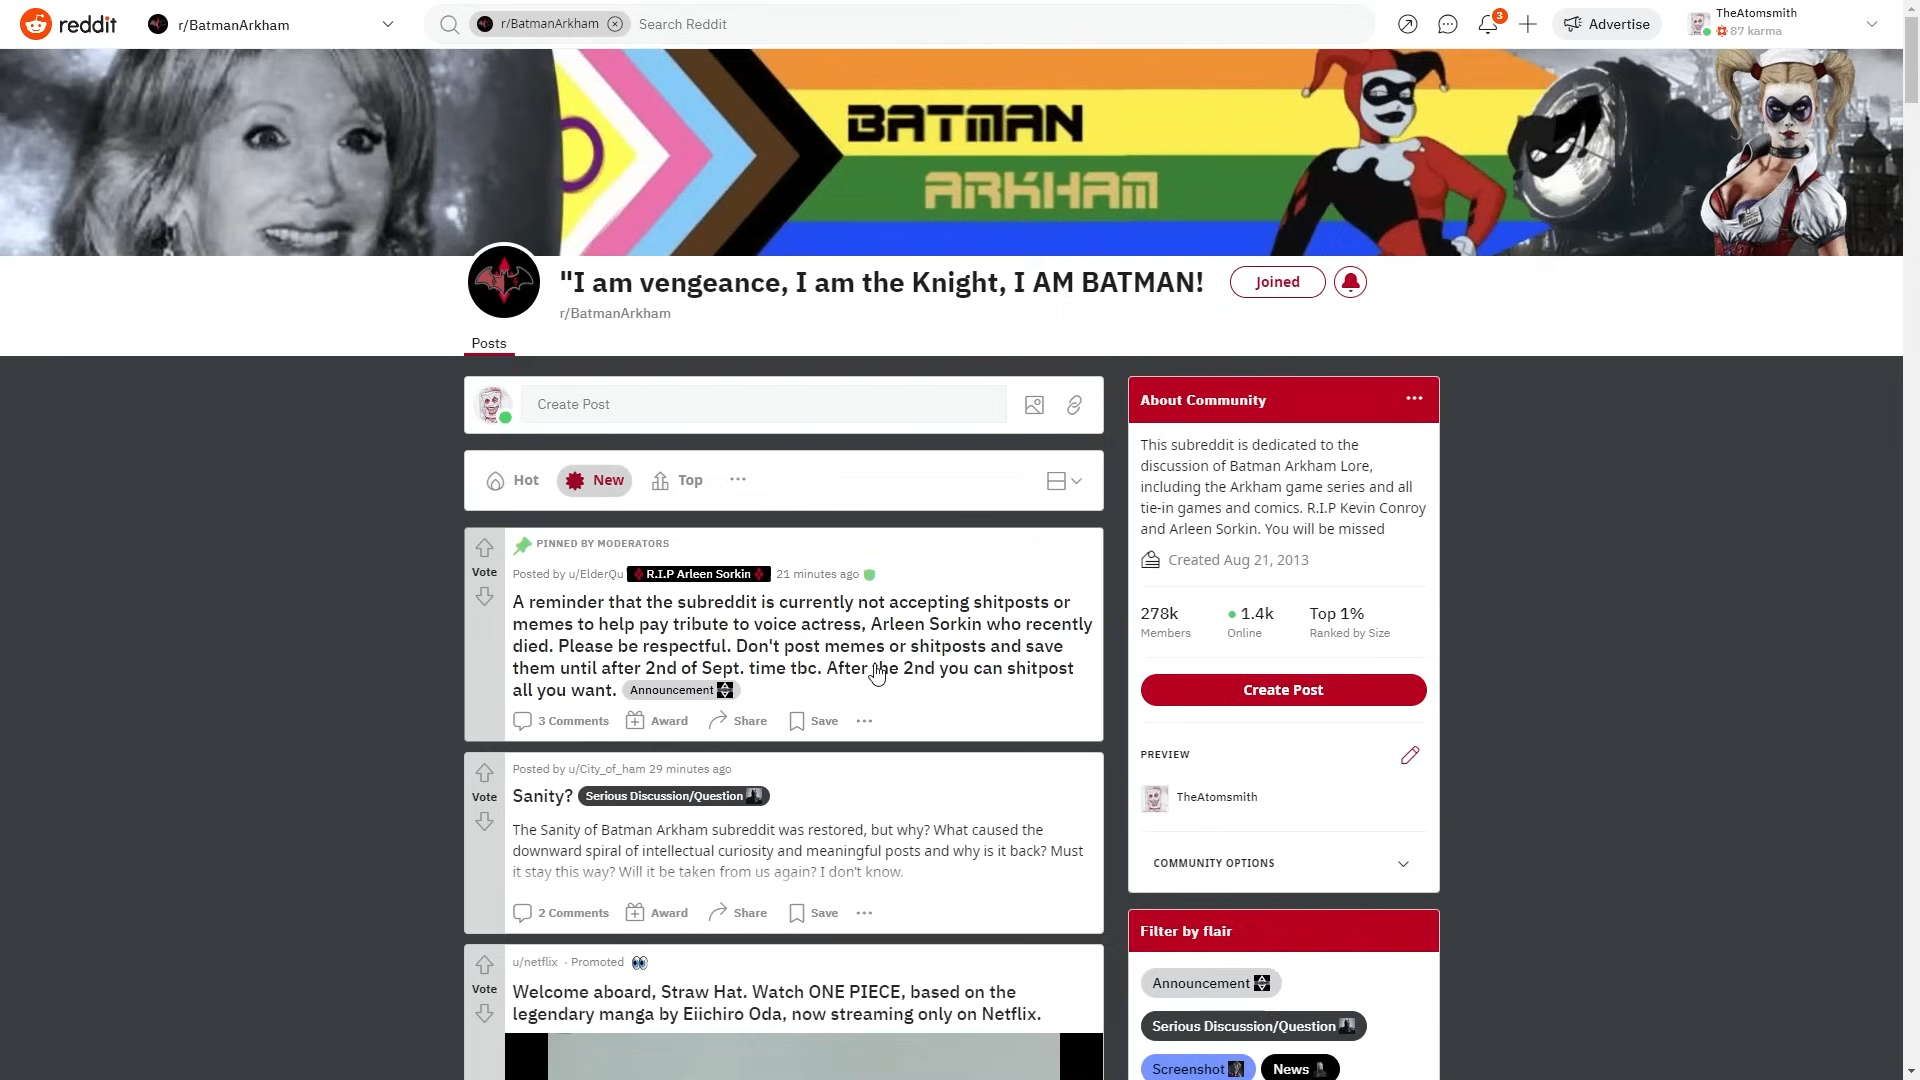 reddit
r/BatmanArkham
r/BatmanArkham
Search Reddit
3
Advertise
TheAtomsmith
87 karma
BATMAN
ARKHAM
"I am vengeance, I am the Knight, I AM BATMAN!
Joined
r/BatmanArkham
Posts
Create Post
Hot
New
Top
PINNED BY MODERATORS
Posted by u/ElderQu R.I.P Arleen Sorkin 21 minutes ago
A reminder that the subreddit is currently not accepting shitposts or
memes to help pay tribute to voice actress, Arleen Sorkin who recently
died. Please be respectful. Don't post memes or shitposts and save
them until after 2nd of Sept. time tbc. After the 2nd you can shitpost
all you want. Announcement
Vote
3 Comments Award Share Save
Posted by u/City_of_ham 29 minutes ago
Sanity? Serious Discussion/Question
Vote
The Sanity of Batman Arkham subreddit was restored, but why? What caused the
downward spiral of intellectual curiosity and meaningful posts and why is it back? Must
it stay this way? Will it be taken from us again? I don't know.
2 Comments Award Share Save
u/netflix · Promoted
Vote
Welcome aboard, Straw Hat. Watch ONE PIECE, based on the
legendary manga by Eiichiro Oda, now streaming only on Netflix.
About Community
This subreddit is dedicated to the
discussion of Batman Arkham Lore,
including the Arkham game series and all
tie-in games and comics. R.I.P Kevin Conroy
and Arleen Sorkin. You will be missed
Created Aug 21, 2013
278k 1.4k Top 1%
Members Online Ranked by Size
Create Post
PREVIEW
TheAtomsmith
COMMUNITY OPTIONS
Filter by flair
Announcement
Serious Discussion/Question
Screenshot News